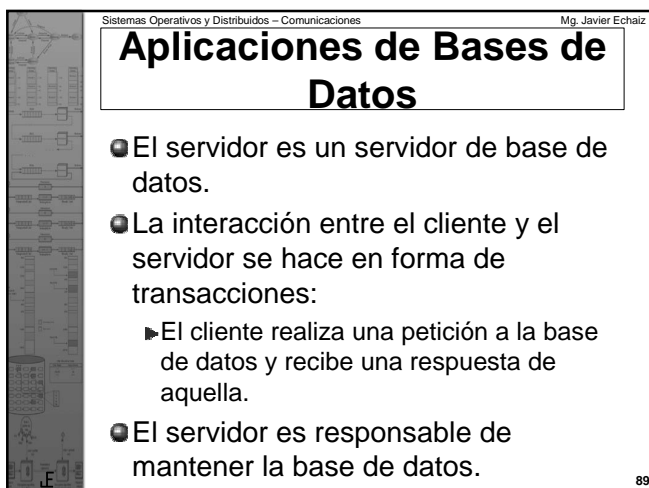 Sistemas Operativos y Distribuidos – Comunicaciones Mg. Javier Echaiz
Aplicaciones de Bases de
Datos
El servidor es un servidor de base de
datos.
La interacción entre el cliente y el
servidor se hace en forma de
transacciones:
El cliente realiza una petición a la base
de datos y recibe una respuesta de
aquella.
El servidor es responsable de
mantener la base de datos.
JE
89